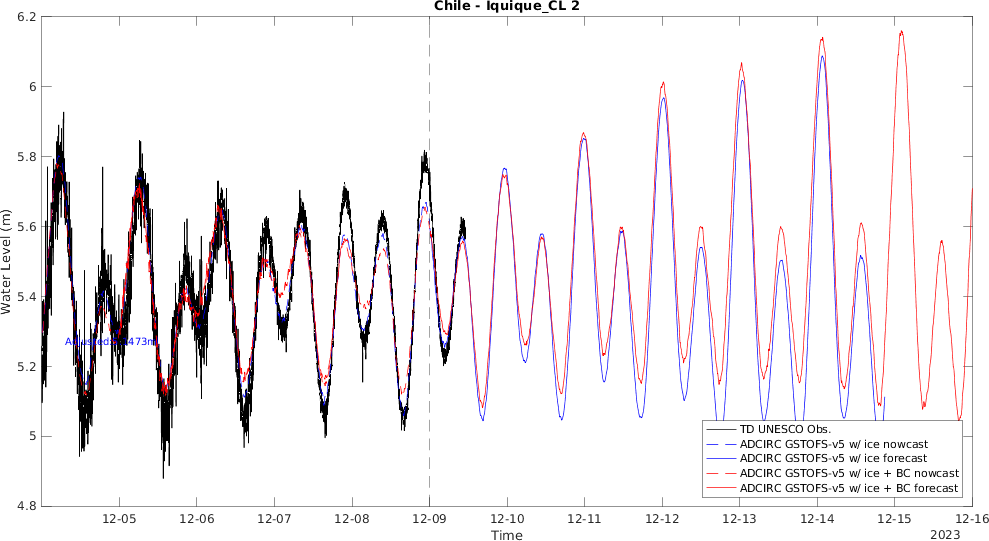 Chile - Iquique_CL 2
Water Level (m)
6.2
6
5.8
5.6
5.4
5.2
5
4.8
12-05
12-06
12-07
12-08
12-09
12-10
12-11
12-12
12-13
12-14
12-15
12-16
Time
2023
TD UNESCO Obs.
ADCIRC GSTOFS-v5 w/ ice nowcast
ADCIRC GSTOFS-v5 w/ ice forecast
ADCIRC GSTOFS-v5 w/ ice + BC nowcast
ADCIRC GSTOFS-v5 w/ ice + BC forecast